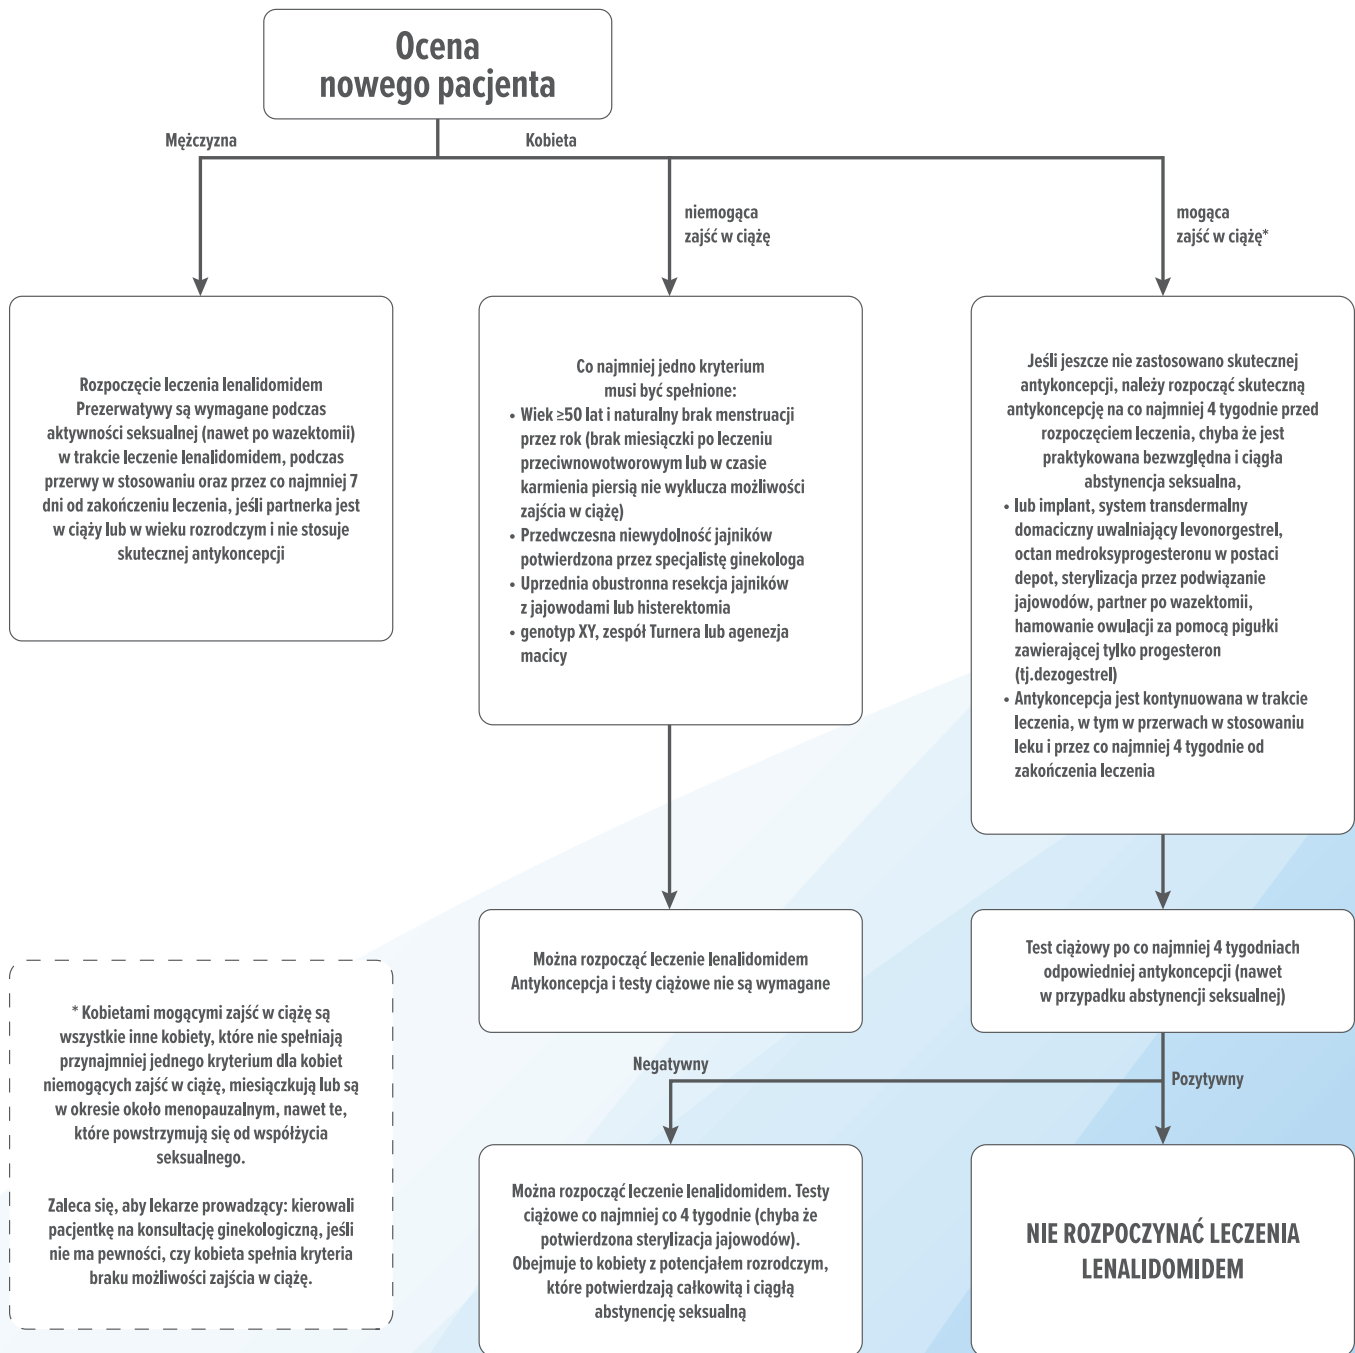 Ocena
nowego pacjenta
Mężczyzna
Kobieta
niemogąca
zajść w ciążę
mogąca
zajść w ciążę*
Rozpoczęcie leczenia lenalidomidem
Prezerwatywy są wymagane podczas
aktywności seksualnej (nawet po wazektomii)
w trakcie leczenie lenalidomidem, podczas
przerwy w stosowaniu oraz przez co najmniej 7
dni od zakończeniu leczenia, jeśli partnerka jest
w ciąży lub w wieku rozrodczym i nie stosuje
skutecznej antykoncepcji
Co najmniej jedno kryterium
musi być spełnione:
• Wiek ≥50 lat i naturalny brak menstruacji
przez rok (brak miesiączki po leczeniu
przeciwnowotworowym lub w czasie
karmienia piersią nie wyklucza możliwości
zajścia w ciążę)
• Przedwczesna niewydolność jajników
potwierdzona przez specjalistę ginekologa
• Uprzednia obustronna resekcja jajników
z jajowodami lub histerektomia
• genotyp XY, zespół Turnera lub agenezja
macicy
Jeśli jeszcze nie zastosowano skutecznej
antykoncepcji, należy rozpocząć skuteczną
antykoncepcję na co najmniej 4 tygodnie przed
rozpoczęciem leczenia, chyba że jest
praktykowana bezwzględna i ciągła
abstynencja seksualna,
• lub implant, system transdermalny
domaciczny uwalniający levonorgestrel,
octan medroksyprogesteronu w postaci
depot, sterylizacja przez podwiązanie
jajowodów, partner po wazektomii,
hamowanie owulacji za pomocą pigułki
zawierającej tylko progesteron
(tj.dezogestrel)
• Antykoncepcja jest kontynuowana w trakcie
leczenia, w tym w przerwach w stosowaniu
leku i przez co najmniej 4 tygodnie od
zakończenia leczenia
Można rozpocząć leczenie lenalidomidem
Antykoncepcja i testy ciążowe nie są wymagane
Test ciążowy po co najmniej 4 tygodniach
odpowiedniej antykoncepcji (nawet
w przypadku abstynencji seksualnej)
* Kobietami mogącymi zajść w ciążę są
wszystkie inne kobiety, które nie spełniają
przynajmniej jednego kryterium dla kobiet
niemogących zajść w ciążę, miesiączkują lub są
w okresie około menopauzalnym, nawet te,
które powstrzymują się od współżycia
seksualnego.
Zaleca się, aby lekarze prowadzący: kierowali
pacjentkę na konsultację ginekologiczną, jeśli
nie ma pewności, czy kobieta spełnia kryteria
braku możliwości zajścia w ciążę.
Negatywny
Pozytywny
Można rozpocząć leczenie lenalidomidem. Testy
ciążowe co najmniej co 4 tygodnie (chyba że
potwierdzona sterylizacja jajowodów).
Obejmuje to kobiety z potencjałem rozrodczym,
które potwierdzają całkowitą i ciągłą
abstynencję seksualną
NIE ROZPOCZYNAĆ LECZENIA
LENALIDOMIDEM